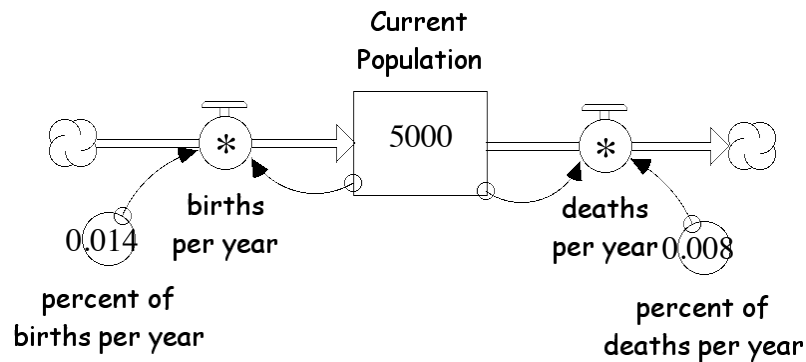 Current
Population
5000
*
*
births
per year
deaths
per year
0.014
0.008
percent of
births per year
percent of
deaths per year